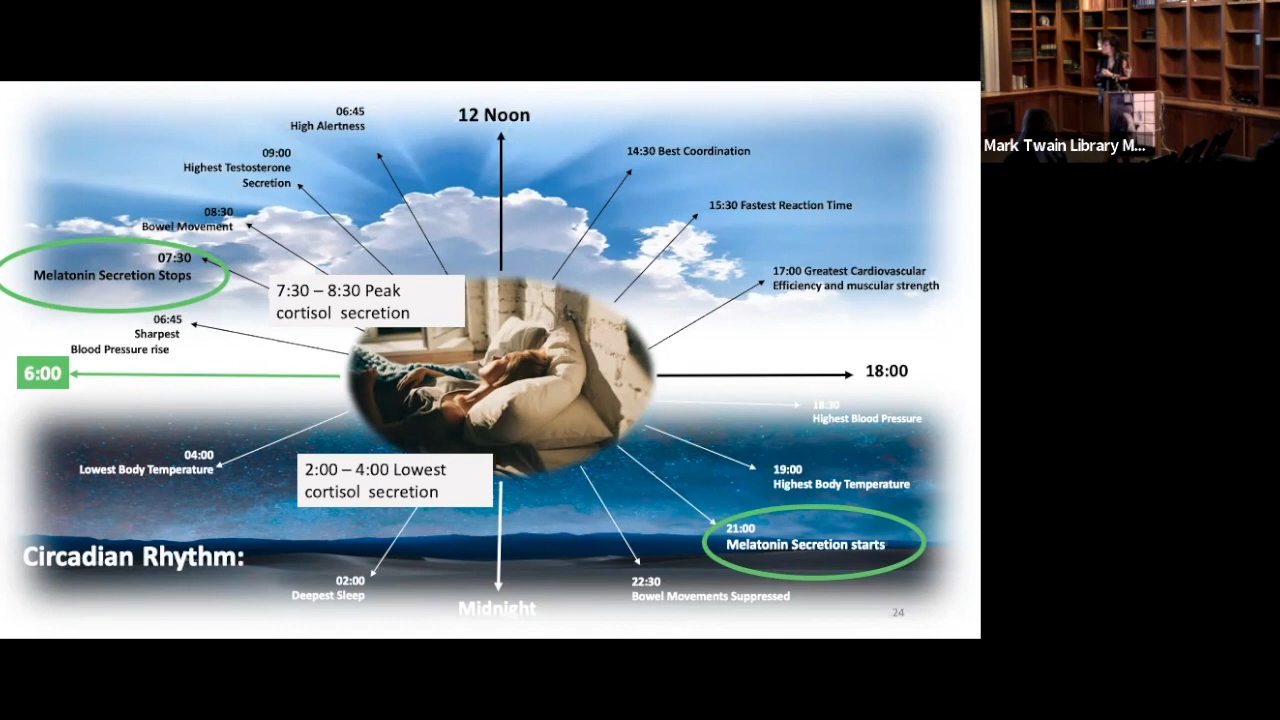 06:45
High Alertness
12 Noon
09:00
Highest Testosterone
Secretion
14:30 Best Coordination
08:30
Bowel Movement
15:30 Fastest Reaction Time
07:30
Melatonin Secretion Stops
7:30 – 8:30 Peak
cortisol secretion
17:00 Greatest Cardiovascular
Efficiency and muscular strength
06:45
Sharpest
Blood Pressure rise
6:00
18:00
18:30
Highest Blood Pressure
04:00
Lowest Body Temperature
2:00 – 4:00 Lowest
cortisol secretion
19:00
Highest Body Temperature
21:00
Melatonin Secretion starts
Circadian Rhythm:
02:00
Deepest Sleep
Midnight
22:30
Bowel Movements Suppressed
24
Mark Twain Library M...